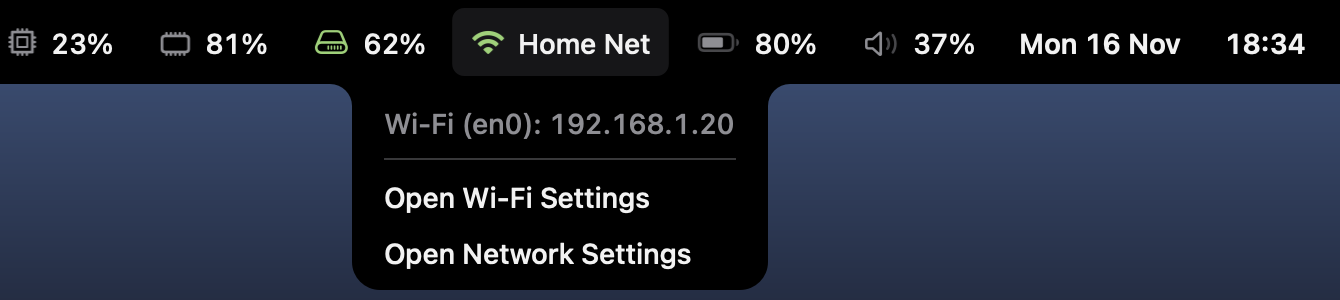 23% 81% 62% Home Net 80% 37% Mon 16 Nov 18:34
Wi-Fi (en0): 192.168.1.20
Open Wi-Fi Settings
Open Network Settings